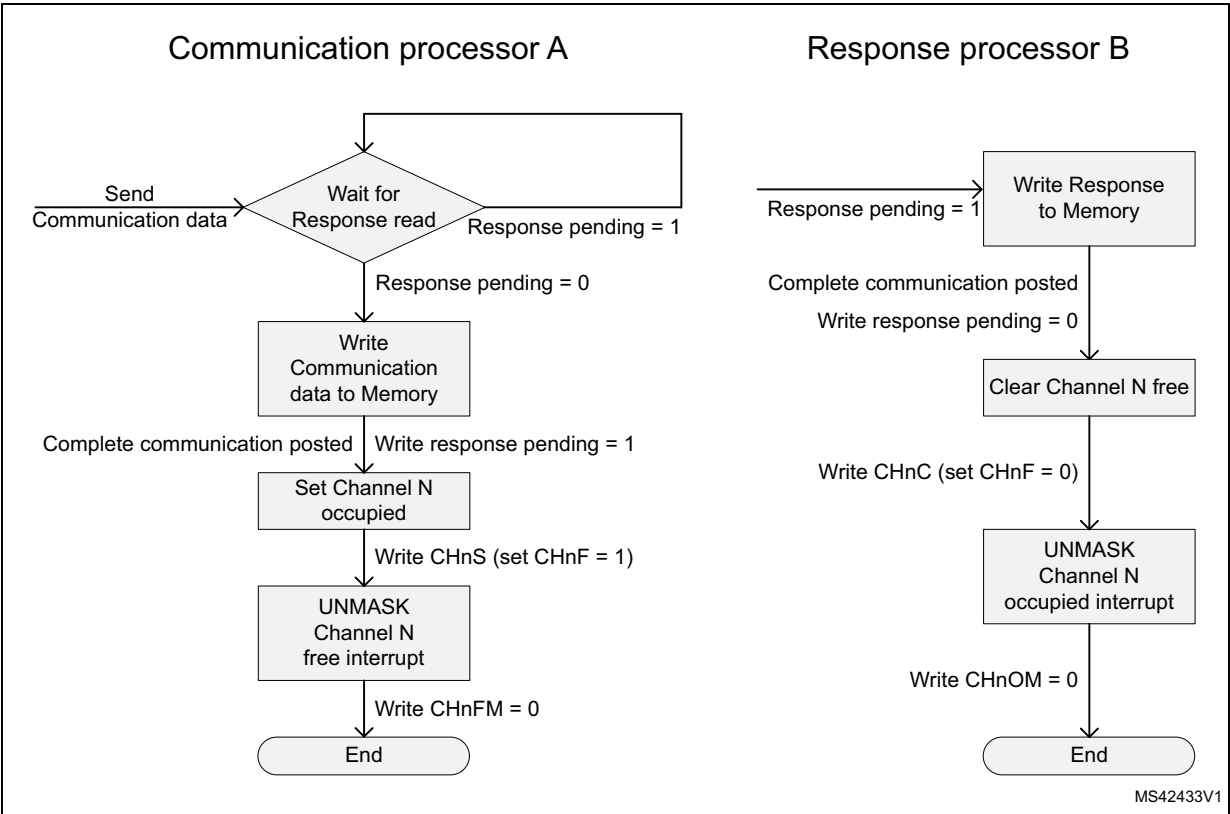 Communication processor A
Send
Communication data
Wait for
Response read
Response pending = 1
Response pending = 0
Write
Communication
data to Memory
Complete communication posted
Write response pending = 1
Set Channel N
occupied
Write CHnS (set CHnF = 1)
UNMASK
Channel N
free interrupt
Write CHnFM = 0
End
Response processor B
Response pending = 1
Write Response
to Memory
Complete communication posted
Write response pending = 0
Clear Channel N free
Write CHnC (set CHnF = 0)
UNMASK
Channel N
occupied interrupt
Write CHnOM = 0
End
MS42433V1